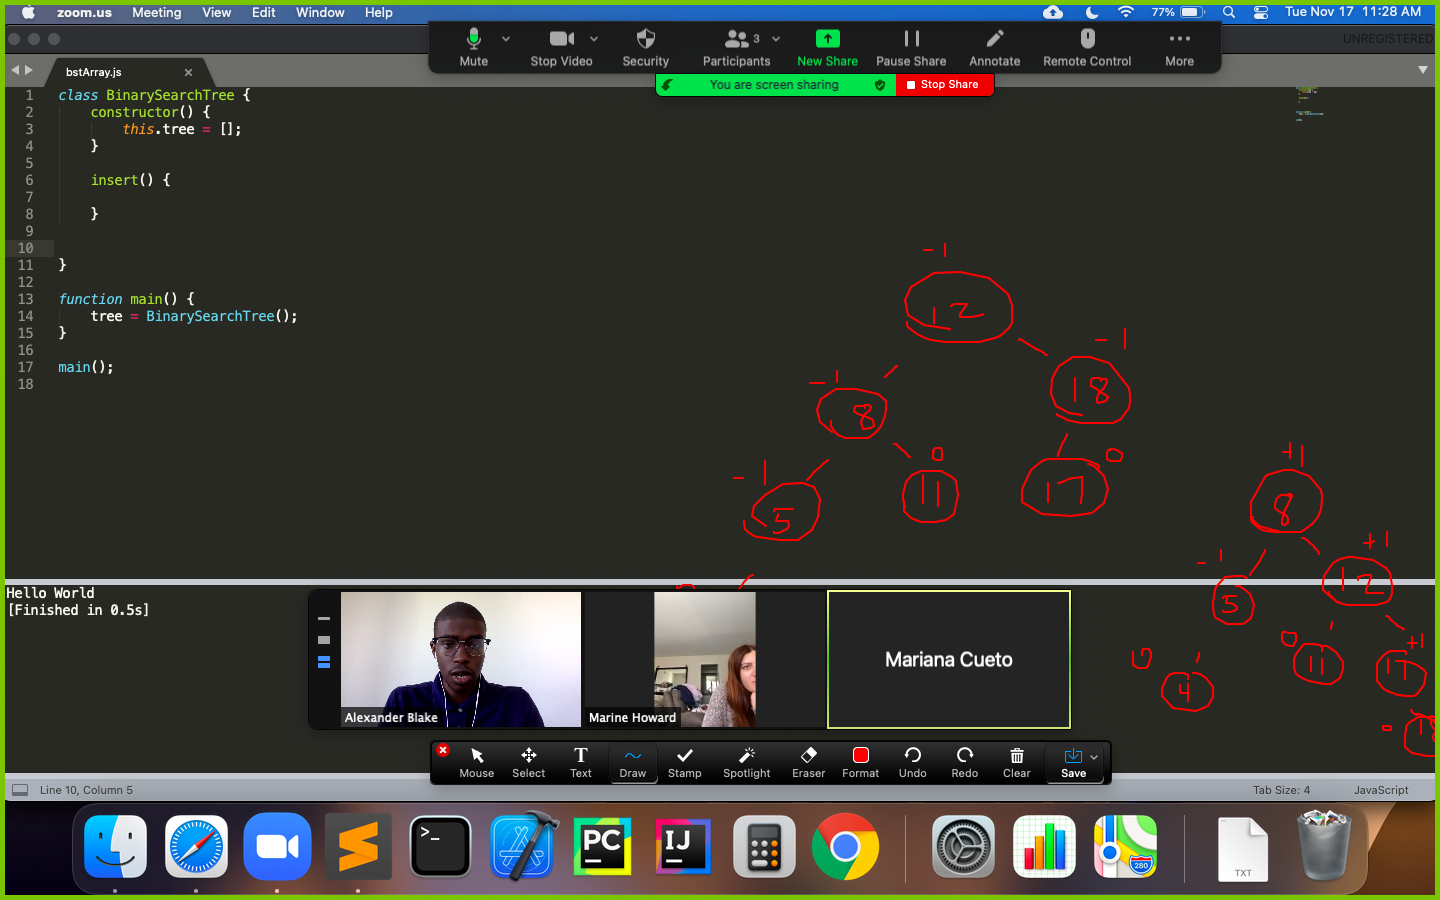 zoom.us Meeting View Edit Window Help
77% Tue Nov 17 11:28 AM
UNREGISTERED
Mute Stop Video Security Participants 3 New Share Pause Share Annotate Remote Control More
You are screen sharing Stop Share
bstArray.js
1 class BinarySearchTree {
2 constructor() {
3 this.tree = [];
4 }
5
6 insert() {
7
8 }
9
10
11 }
12
13 function main() {
14 tree = BinarySearchTree();
15 }
16
17 main();
18
-1
12
-1
18
-1
8
0
11
0
17
-1
5
+1
8
-1
5
+1
12
0
4
0
11
+1
17
Hello World
[Finished in 0.5s]
Alexander Blake
Marine Howard
Mariana Cueto
Mouse Select Text Draw Stamp Spotlight Eraser Format Undo Redo Clear Save
Line 10, Column 5
Tab Size: 4 JavaScript
>_
PC
IJ
280
TXT